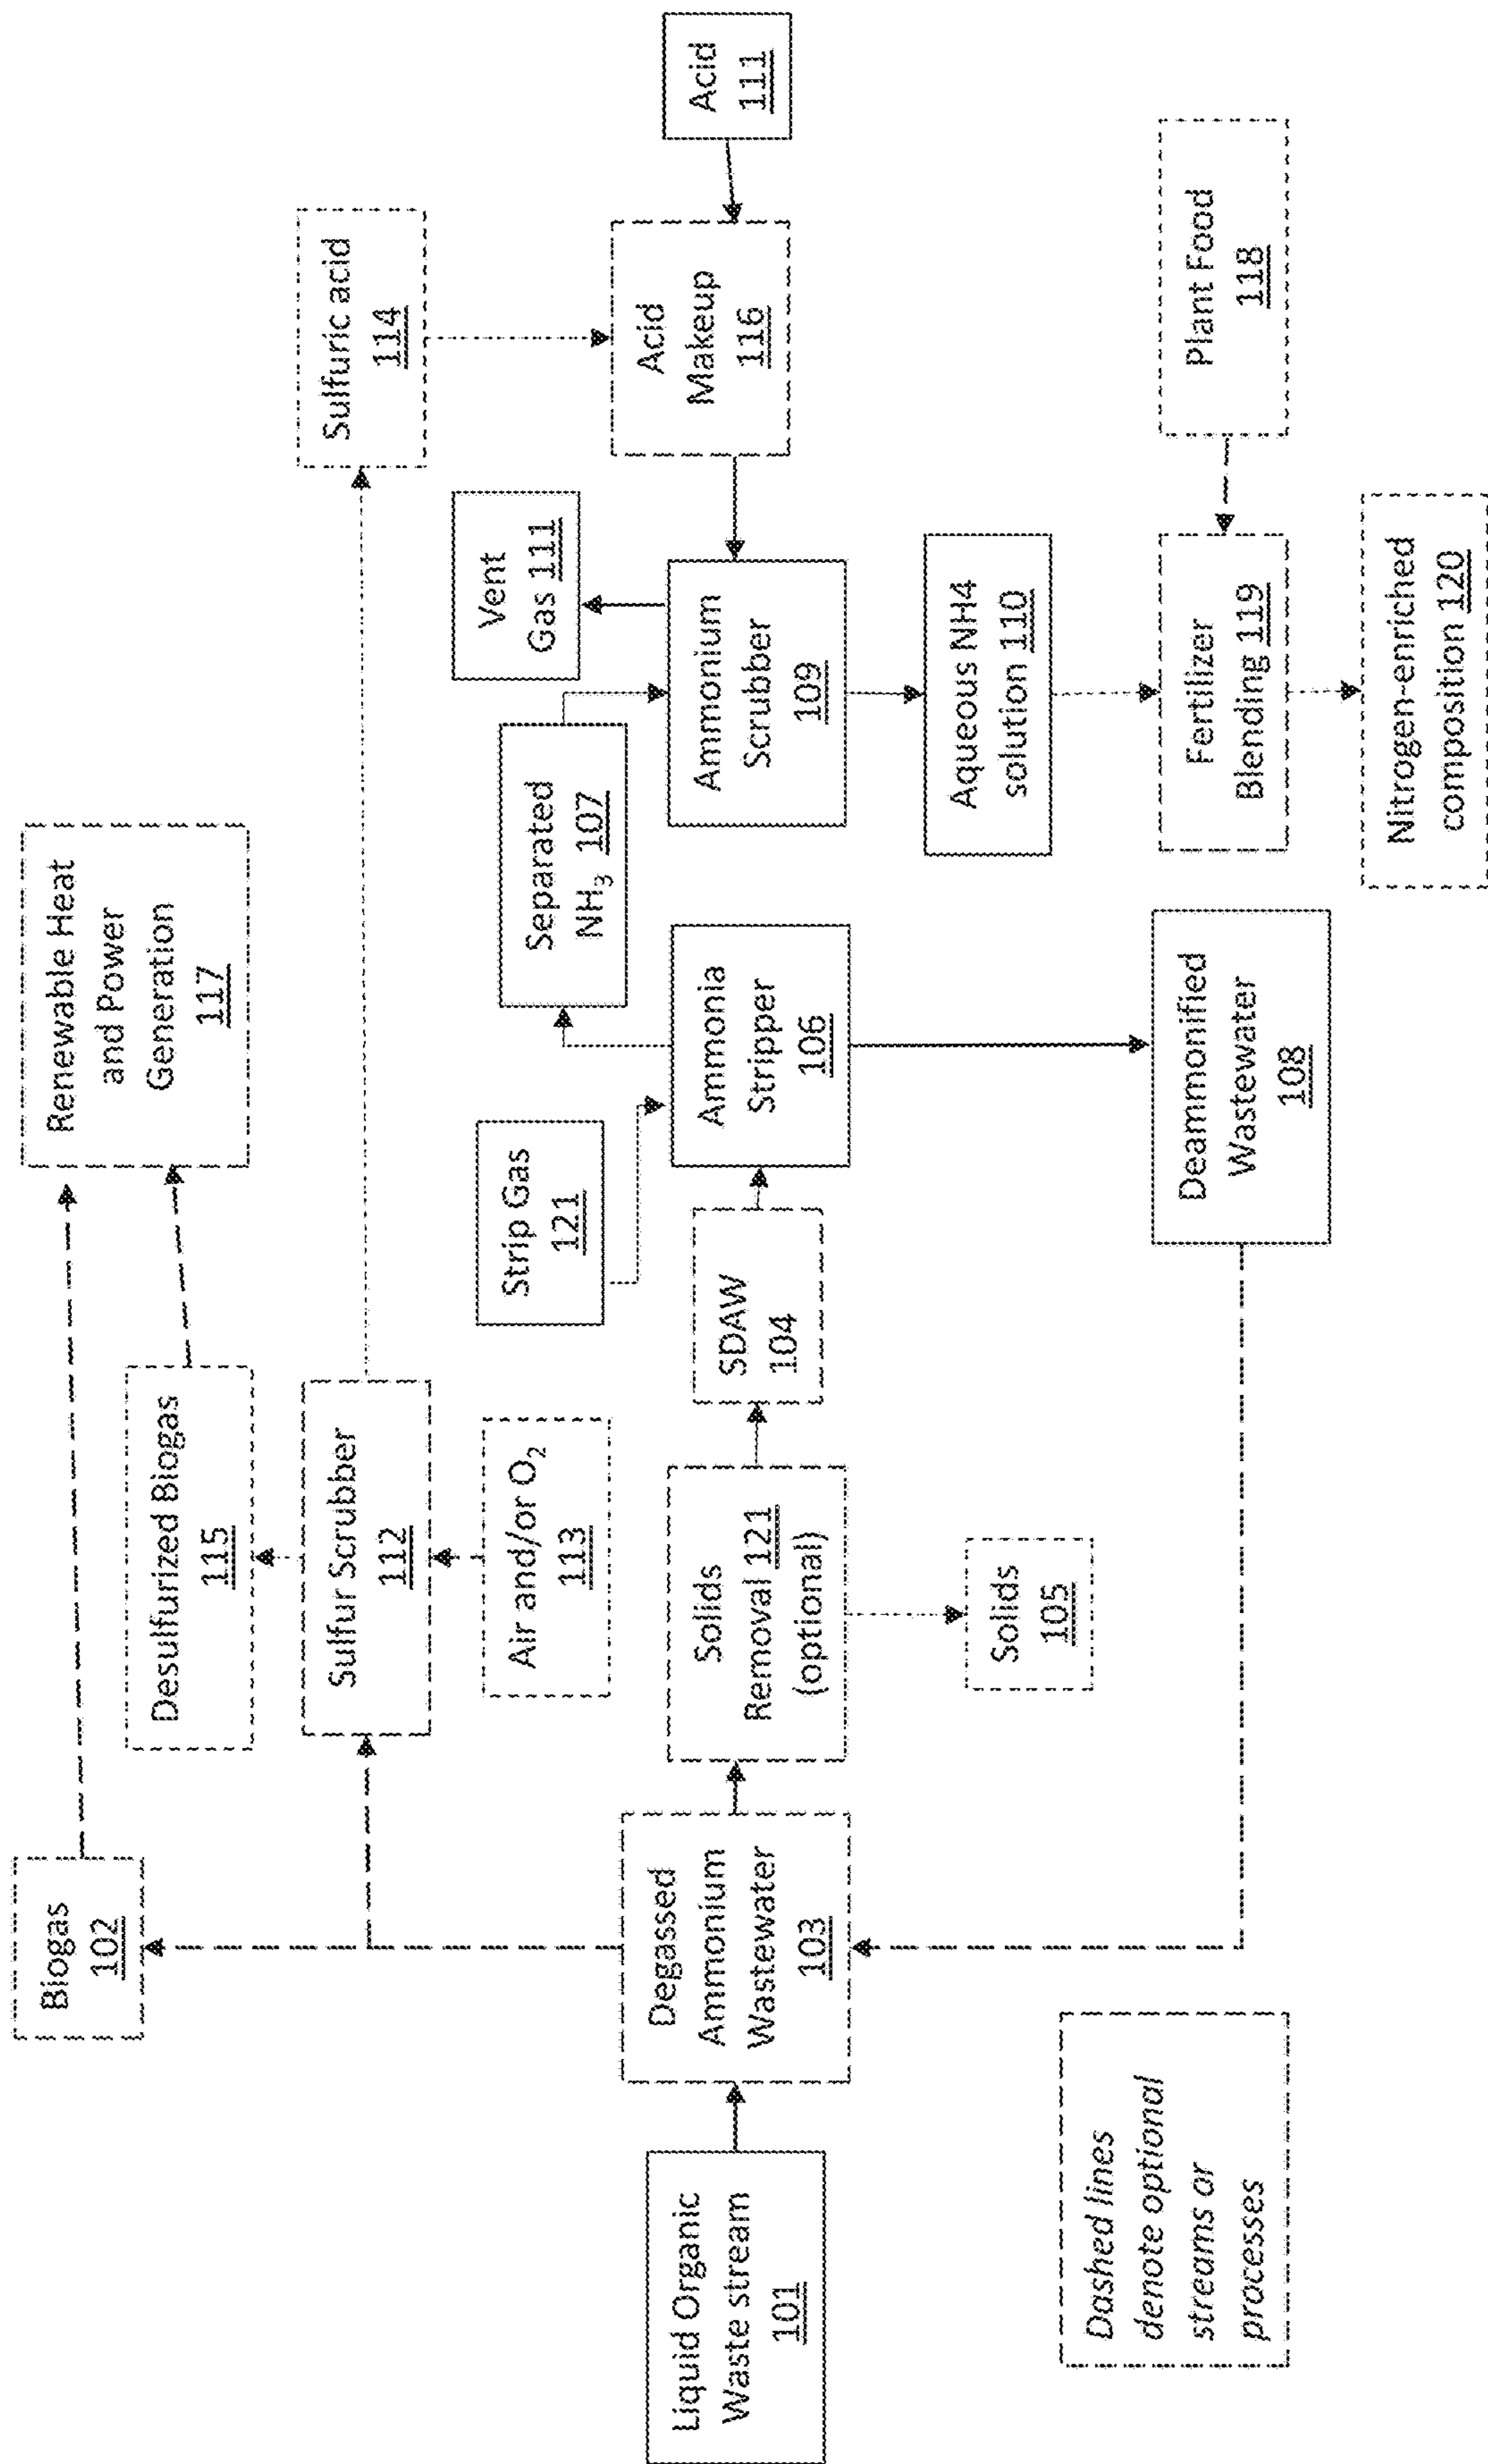 Biogas
102
Renewable Heat
and Power
Generation
117
Desulfurized Biogas
115
Sulfur Scrubber
112
Sulfuric acid
114
Air and/or O₂
113
Strip Gas
121
Separated
NH₃ 107
Vent
Gas 111
Liquid Organic
Waste stream
101
Degassed
Ammonium
Wastewater
103
Solids
Removal 121
(optional)
SDAW
104
Ammonia
Stripper
106
Ammonium
Scrubber
109
Acid
Makeup
116
Acid
111
Solids
105
Aqueous NH4
solution 110
Deammonified
Wastewater
108
Fertilizer
Blending 119
Plant Food
118
Nitrogen-enriched
composition 120
Dashed lines
denote optional
streams or
processes